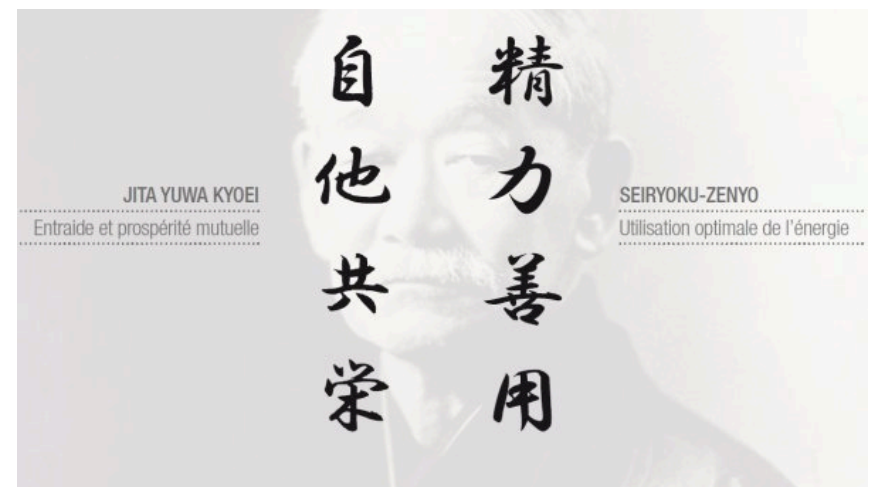 精力善用
自他共栄
JITA YUWA KYOEI
Entraide et prospérité mutuelle
SEIRYOKU-ZENYO
Utilisation optimale de l'énergie